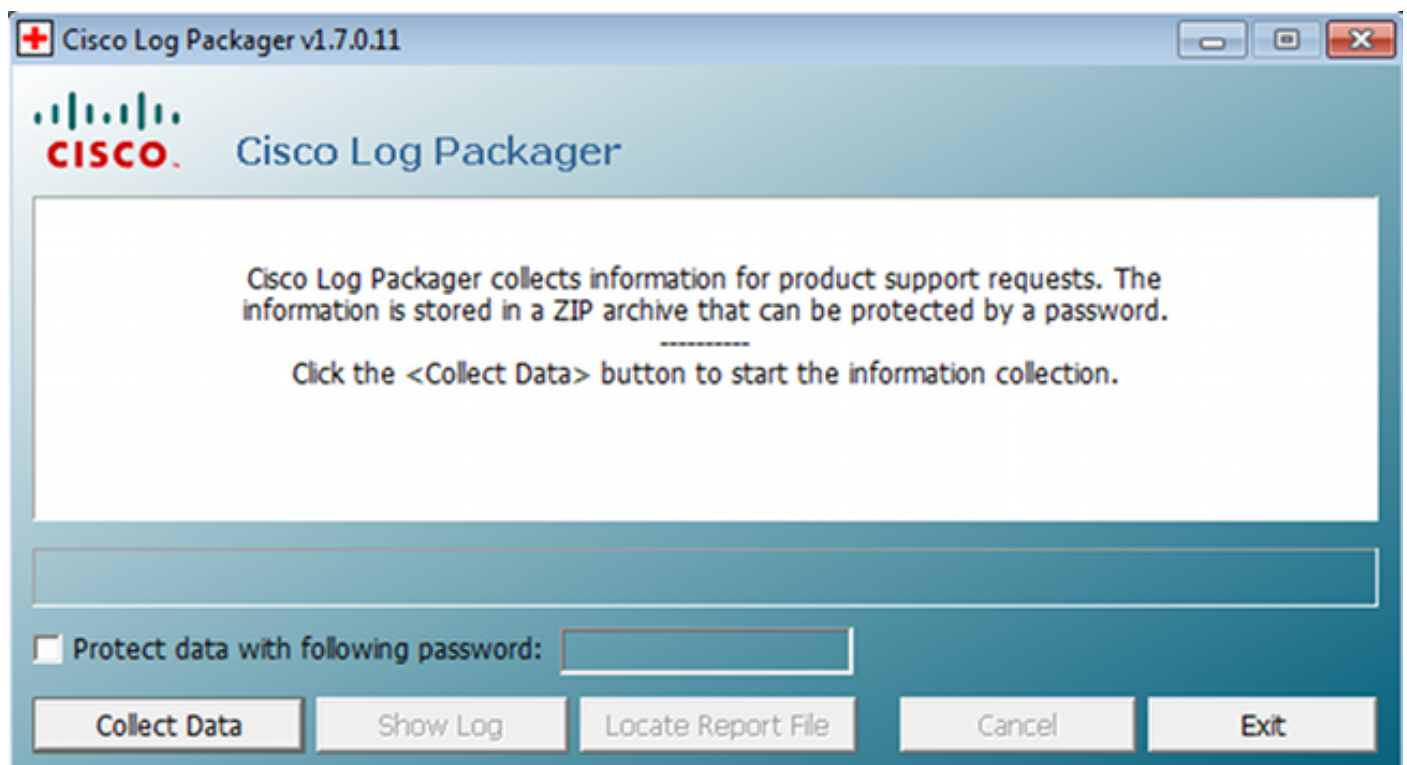 Cisco Log Packager v1.7.0.11
CISCO.
Cisco Log Packager
Cisco Log Packager collects information for product support requests. The
information is stored in a ZIP archive that can be protected by a password.
----------
Click the <Collect Data> button to start the information collection.
Protect data with following password:
Collect Data
Show Log
Locate Report File
Cancel
Exit